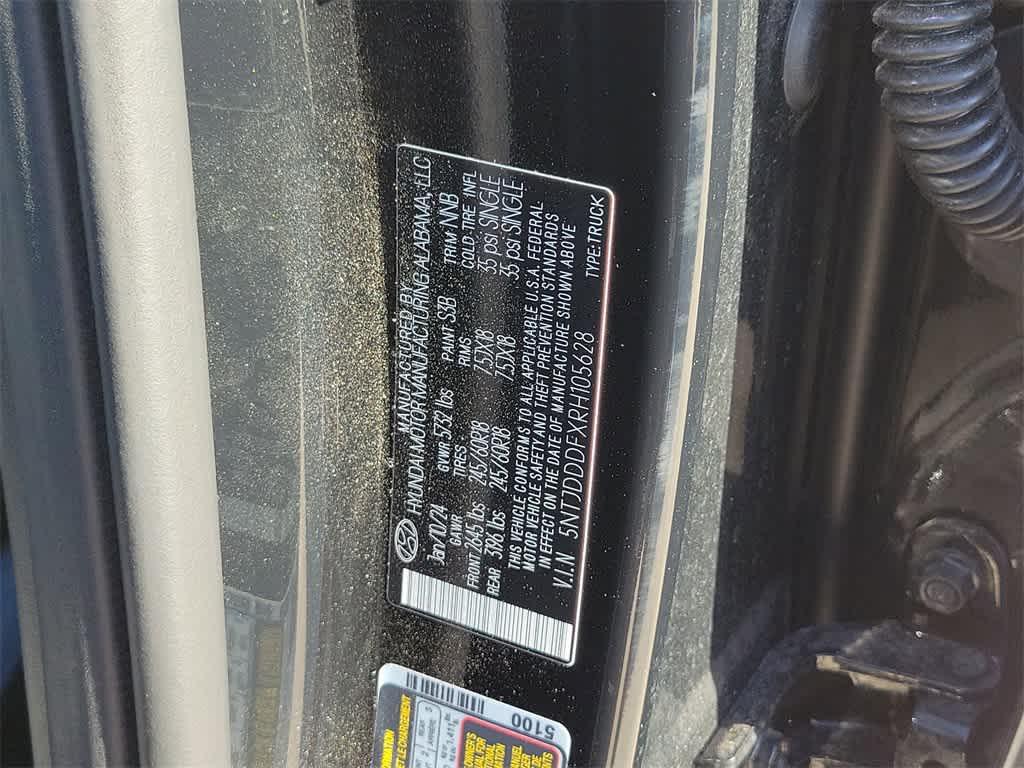 MANUFACTURED BY
HYUNDAI MOTOR MANUFACTURING ALABAMA, LLC
Jan/10/24 GVWR 5732 lbs PAINT S3B TRIM NNB
GAWR TIRES RIMS COLD TIRE INFL
FRONT 2645 lbs 245/60R18 7.5JX18 35 psi SINGLE
REAR 3186 lbs 245/60R18 7.5JX18 35 psi SINGLE
THIS VEHICLE CONFORMS TO ALL APPLICABLE U.S.A. FEDERAL
MOTOR VEHICLE SAFETY AND THEFT PREVENTION STANDARDS
IN EFFECT ON THE DATE OF MANUFACTURE SHOWN ABOVE
V.I.N 5NTJDDDFXRH105628 TYPE:TRUCK
5100